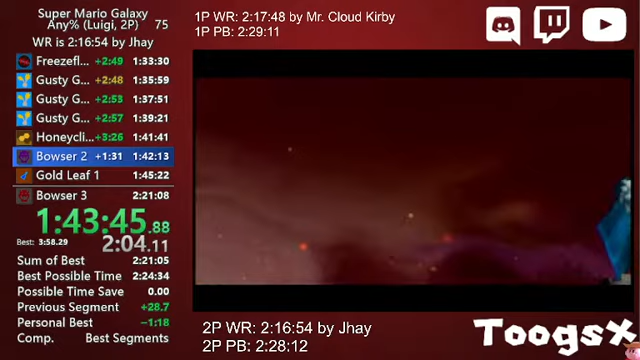 Super Mario Galaxy
Any% (Luigi, 2P) 75
WR is 2:16:54 by Jhay
Freezefl... +2:49 1:33:30
Gusty G... +2:48 1:35:59
Gusty G... +2:53 1:37:51
Gusty G... +2:57 1:39:21
Honeycli... +3:26 1:41:41
Bowser 2 +1:31 1:42:13
Gold Leaf 1 1:45:22
Bowser 3 2:21:08
1:43:45.88
Best: 3:58.29 2:04.11
Sum of Best 2:21:05
Best Possible Time 2:24:34
Possible Time Save 0.00
Previous Segment +28.7
Personal Best −1:18
Comp. Best Segments
1P WR: 2:17:48 by Mr. Cloud Kirby
1P PB: 2:29:11
2P WR: 2:16:54 by Jhay
2P PB: 2:28:12
ToogsX